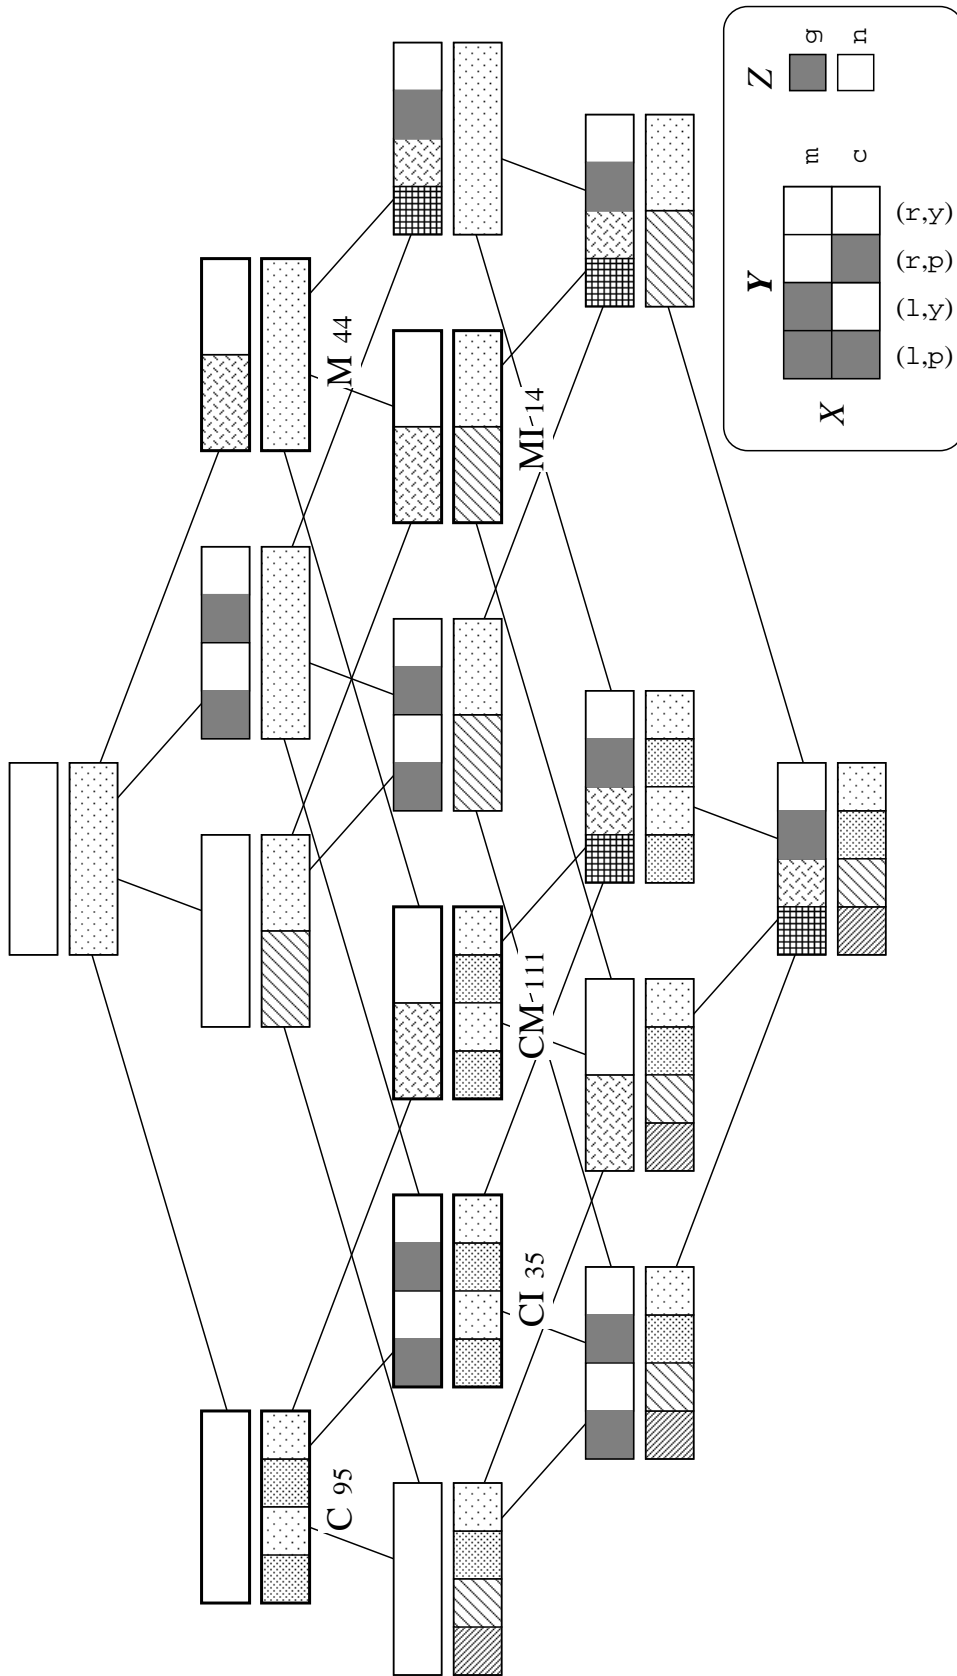 C 95
CI 35
CM 111
MI 14
M 44
Y
Z
X
m
c
g
n
(l,p)
(l,y)
(r,p)
(r,y)